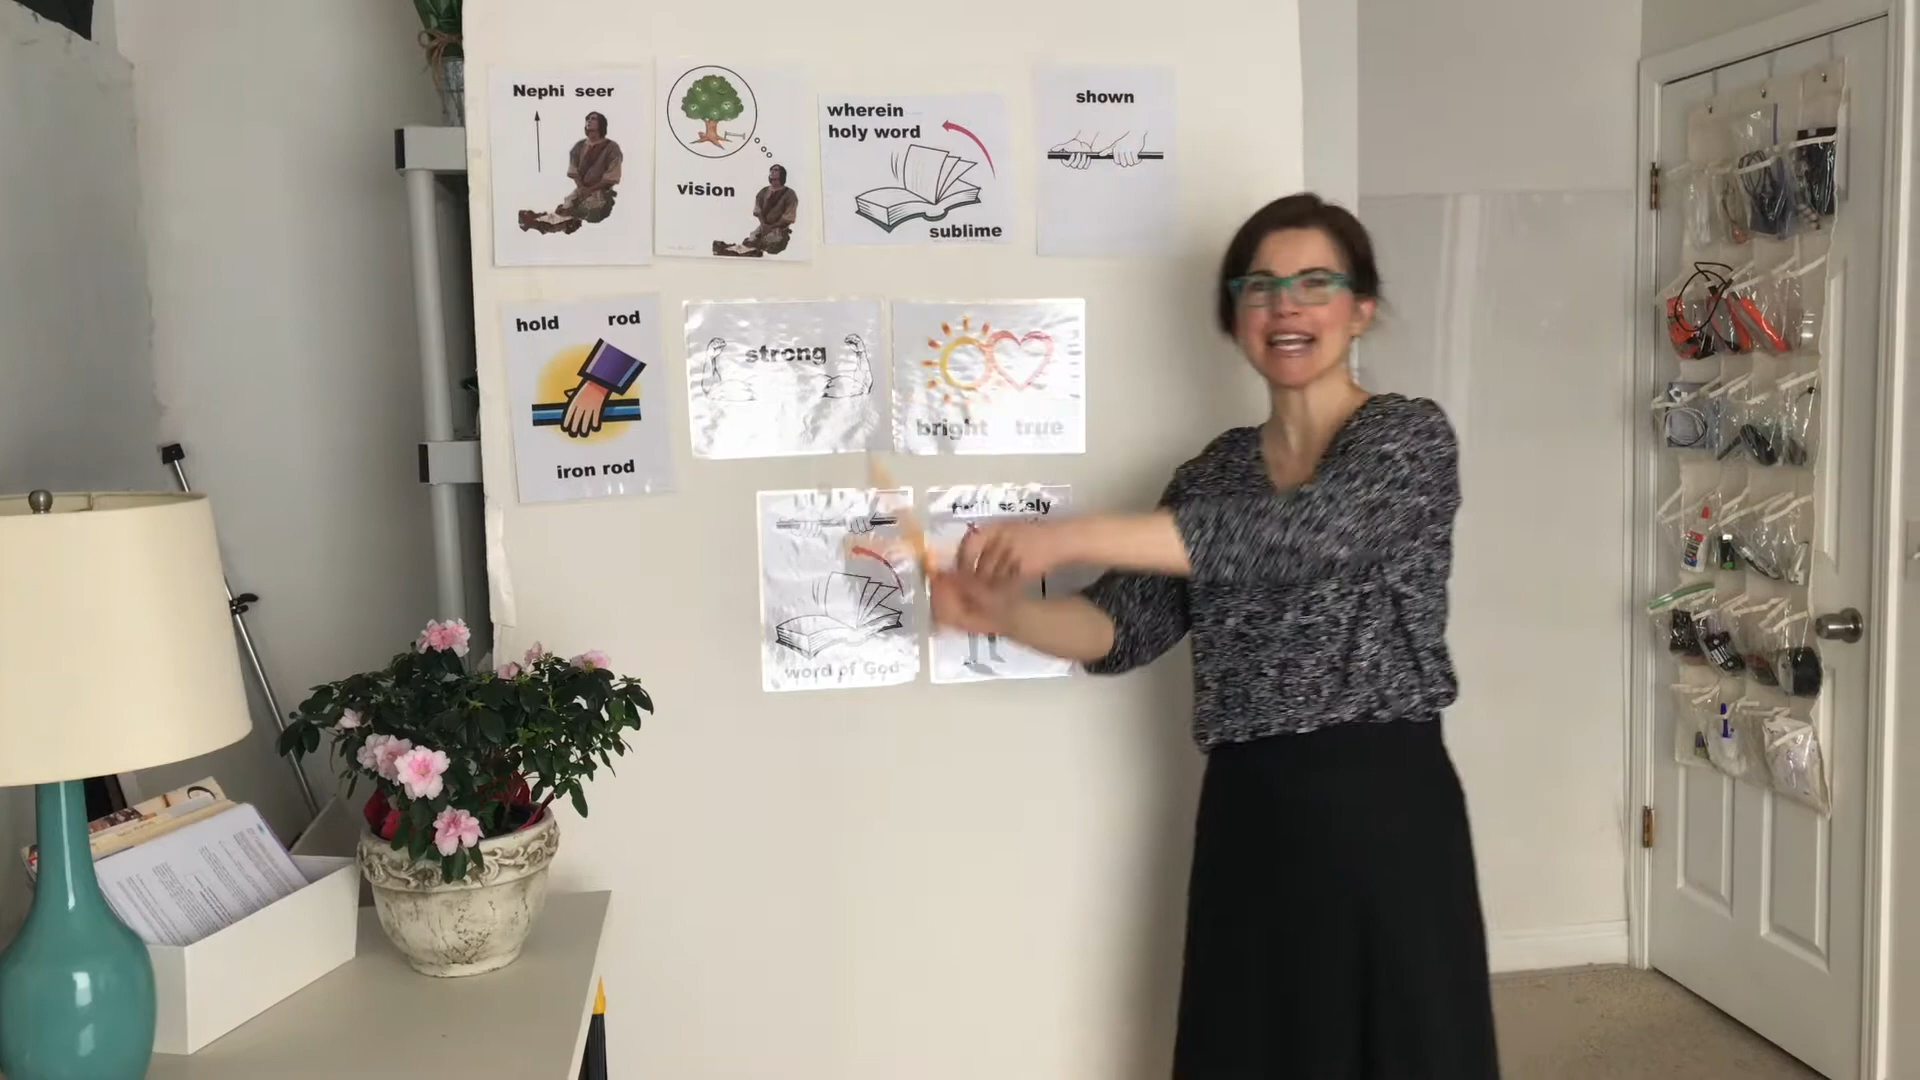 Nephi seer
vision
wherein
holy word
sublime
shown
hold rod
iron rod
strong
bright true
word of God
safely